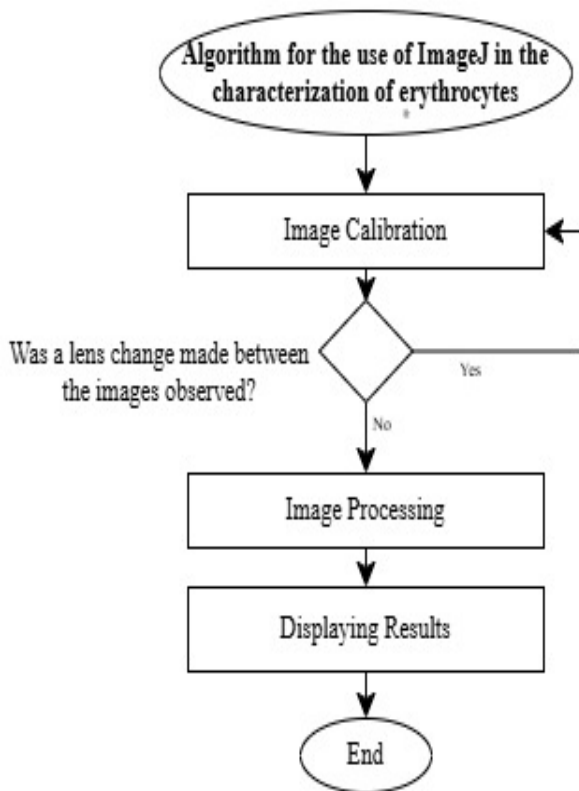 Algorithm for the use of ImageJ in the
characterization of erythrocytes
Image Calibration
Was a lens change made between
the images observed?
Yes
No
Image Processing
Displaying Results
End